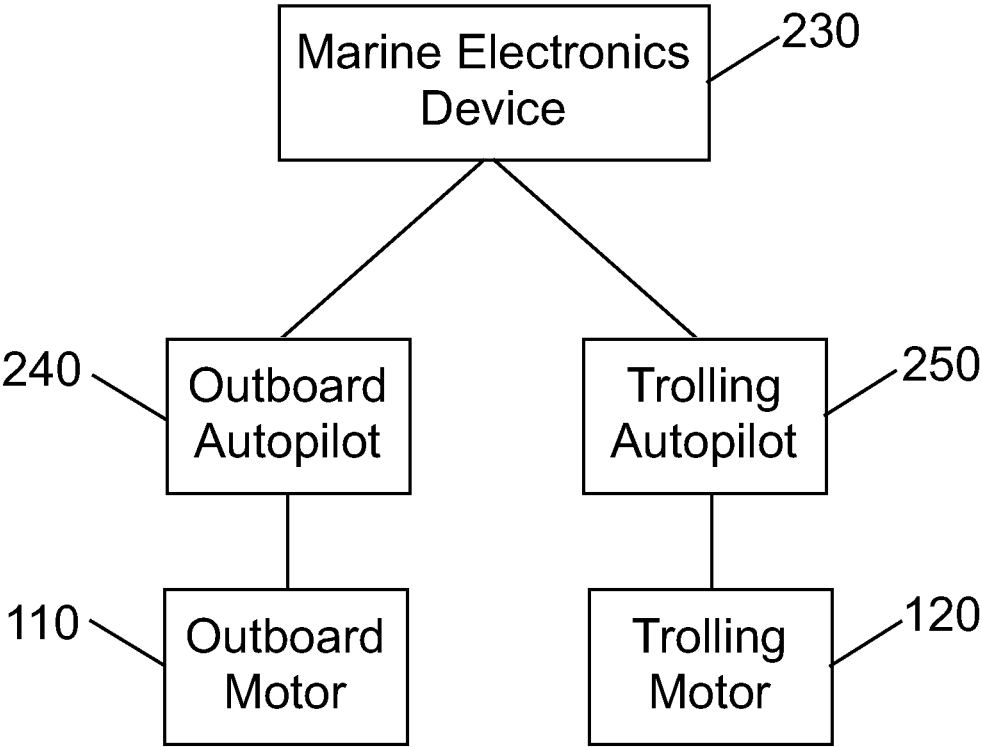 Marine Electronics
Device
230
240
Outboard
Autopilot
Trolling
Autopilot
250
110
Outboard
Motor
Trolling
Motor
120